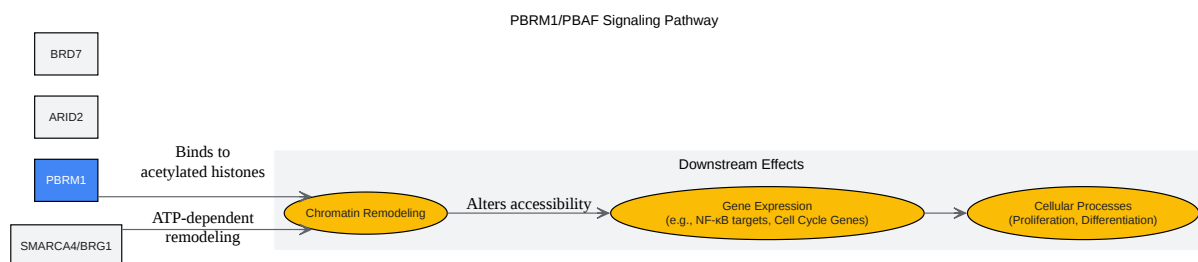 PBRM1/PBAF Signaling Pathway
BRD7
ARID2
PBRM1
SMARCA4/BRG1
Binds to
acetylated histones
ATP-dependent
remodeling
Downstream Effects
Chromatin Remodeling
Alters accessibility
Gene Expression
(e.g., NF-κB targets, Cell Cycle Genes)
Cellular Processes
(Proliferation, Differentiation)